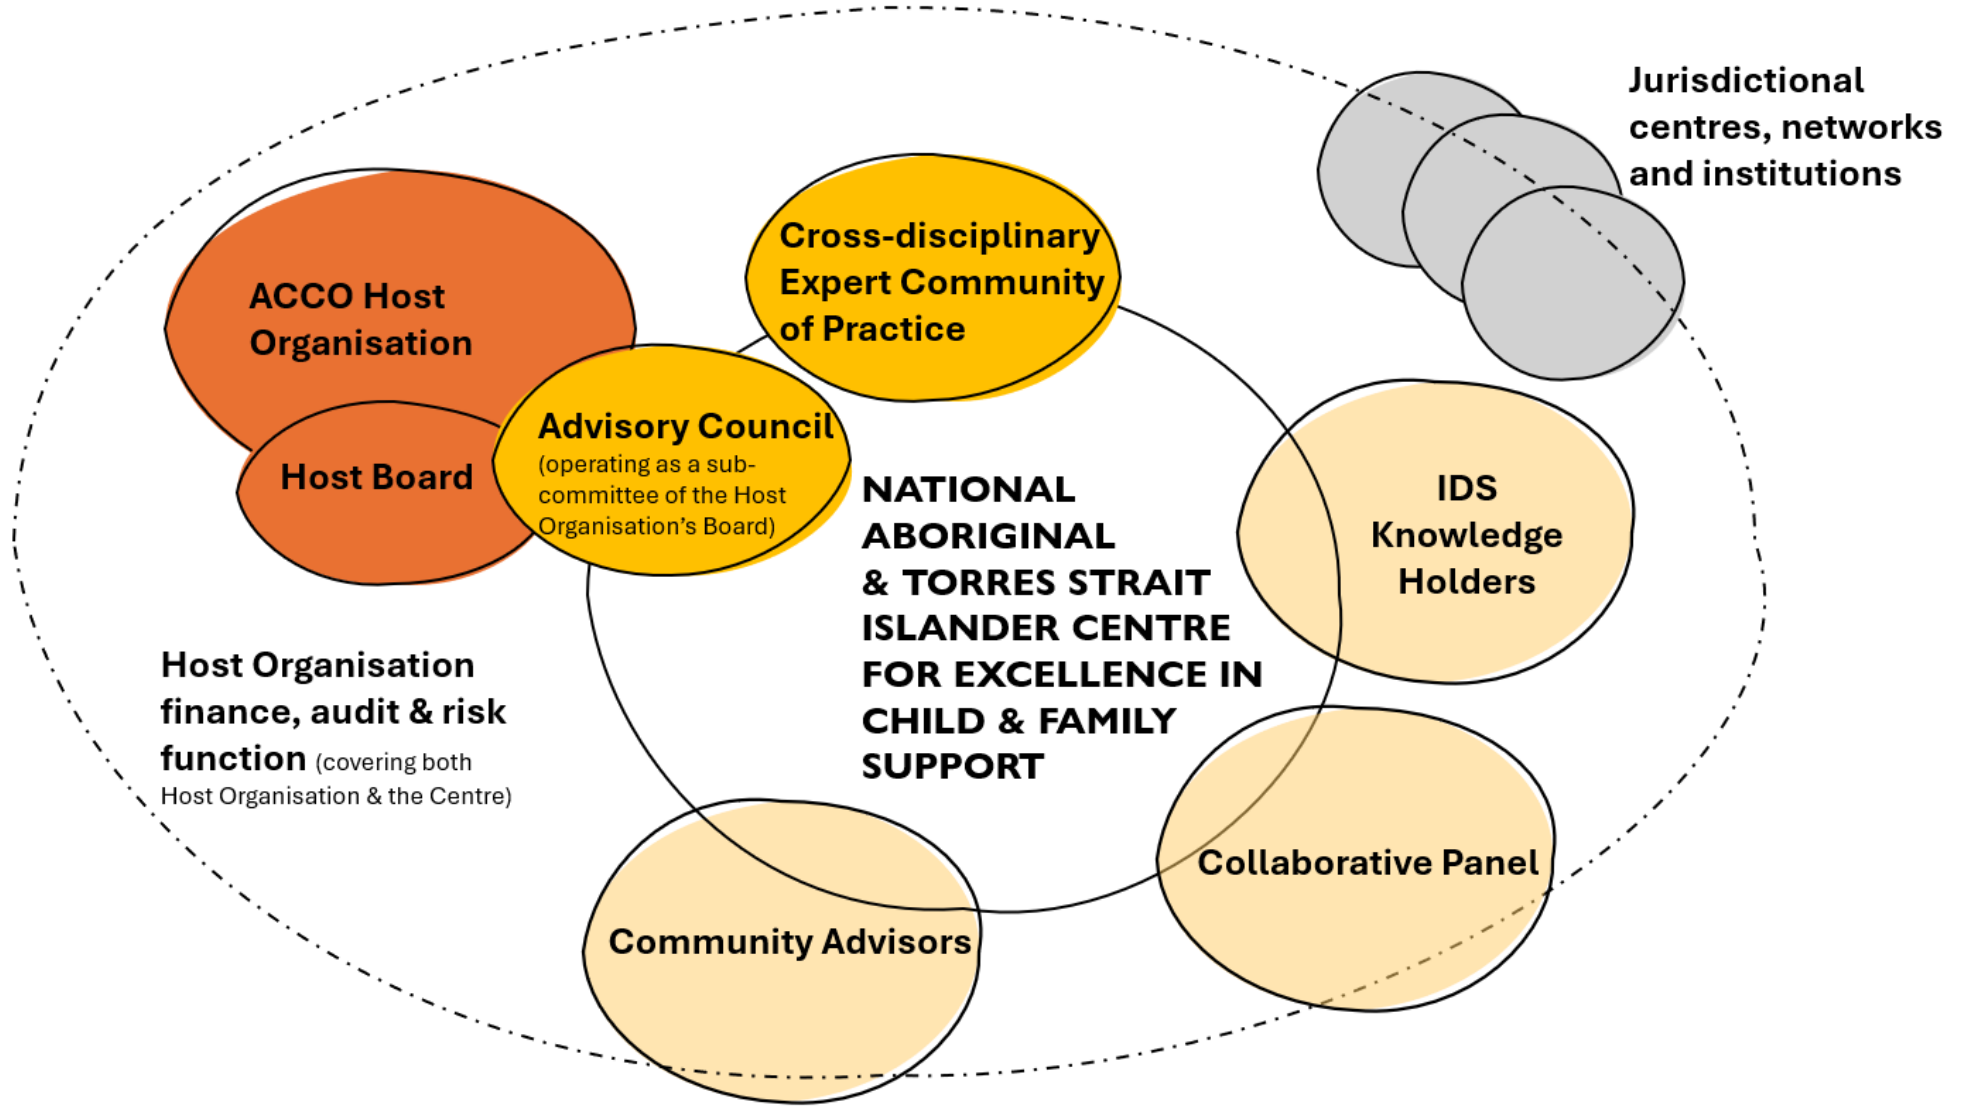 Jurisdictional
centres, networks
and institutions
Cross-disciplinary
Expert Community
of Practice
ACCO Host
Organisation
Advisory Council
(operating as a sub-
committee of the Host
Organisation’s Board)
Host Board
NATIONAL
ABORIGINAL
& TORRES STRAIT
ISLANDER CENTRE
FOR EXCELLENCE IN
CHILD & FAMILY
SUPPORT
IDS
Knowledge
Holders
Host Organisation
finance, audit & risk
function (covering both
Host Organisation & the Centre)
Collaborative Panel
Community Advisors